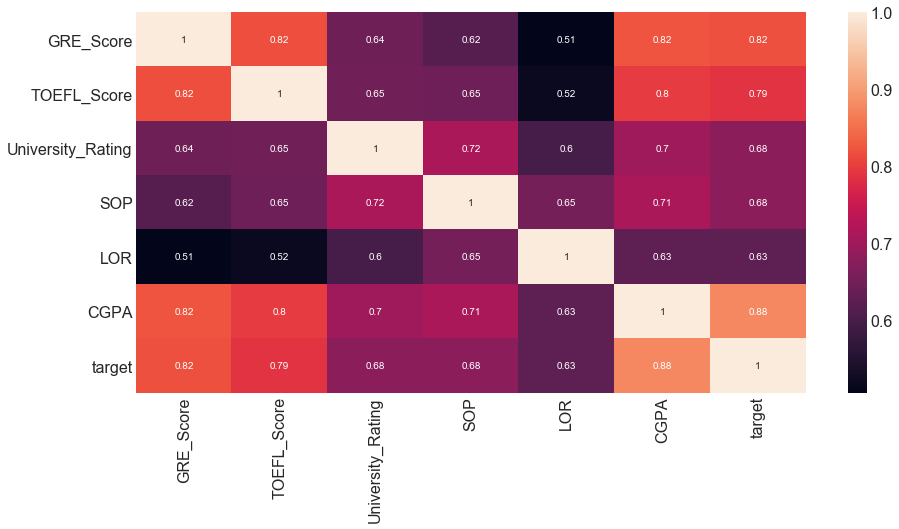 GRE_Score 1 0.82 0.64 0.62 0.51 0.82 0.82
TOEFL_Score 0.82 1 0.65 0.65 0.52 0.8 0.79
University_Rating 0.64 0.65 1 0.72 0.6 0.7 0.68
SOP 0.62 0.65 0.72 1 0.65 0.71 0.68
LOR 0.51 0.52 0.6 0.65 1 0.63 0.63
CGPA 0.82 0.8 0.7 0.71 0.63 1 0.88
target 0.82 0.79 0.68 0.68 0.63 0.88 1
GRE_Score
TOEFL_Score
University_Rating
SOP
LOR
CGPA
target
1.0
0.9
0.8
0.7
0.6